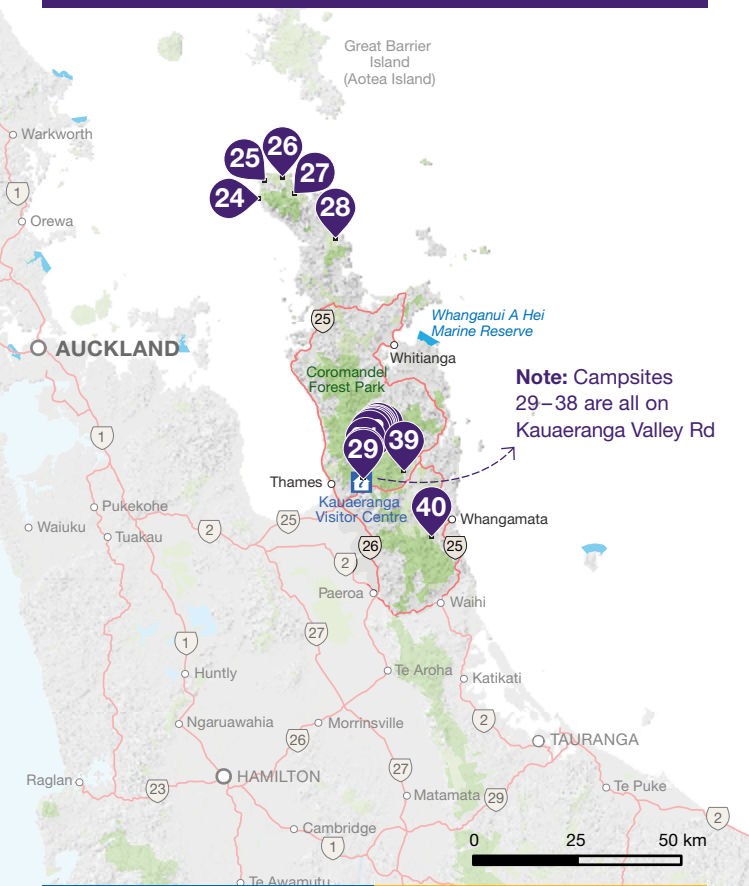 Great Barrier
Island
(Aotea Island)
Warkworth
26
25
27
24
1
28
Orewa
25
Whanganui A Hei
Marine Reserve
AUCKLAND
Whitianga
Coromandel
Forest Park
Note: Campsites
29–38 are all on
Kauaeranga Valley Rd
1
39
29
Thames
Kauaeranga
Visitor Centre
40
Pukekohe
Whangamata
Waiuku
Tuakau
2
25
26
25
2
Paeroa
Waihi
27
1
Te Aroha
Huntly
Katikati
Ngaruawahia
Morrinsville
2
26
TAURANGA
27
HAMILTON
Raglan
23
Te Puke
Matamata
29
2
Cambridge
1
0 25 50 km
Te Awamutu